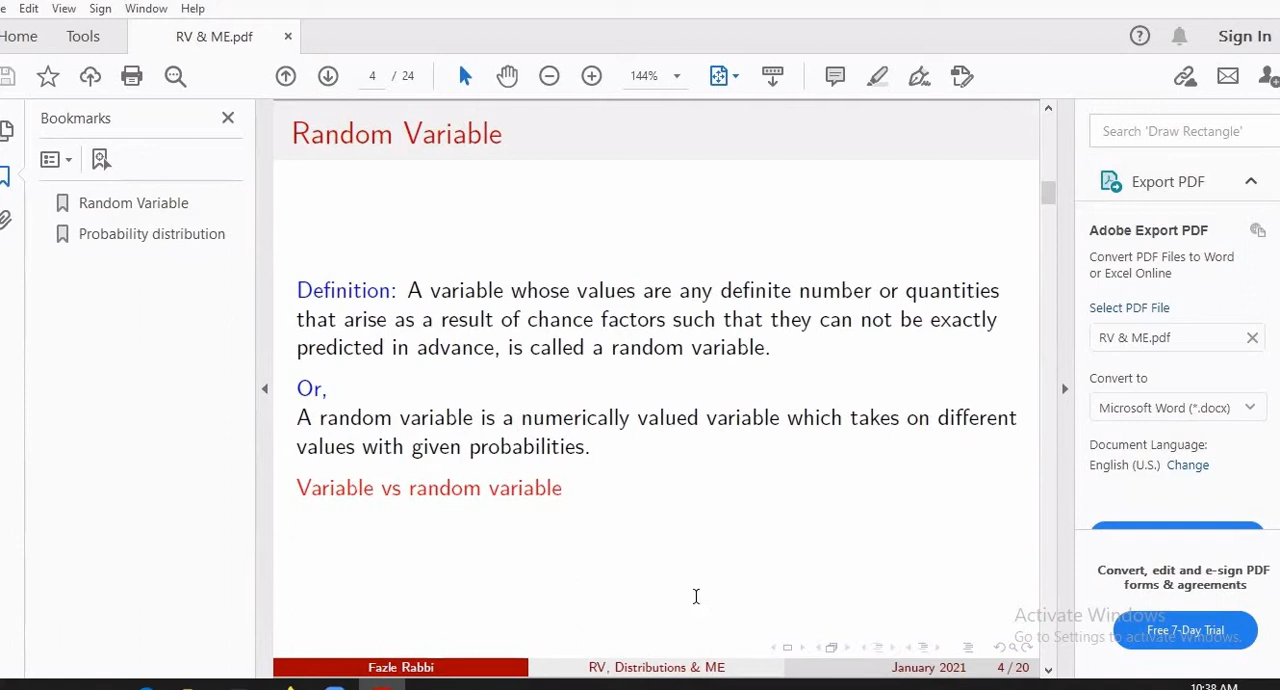 e Edit View Sign Window Help
Home Tools RV & ME.pdf × Sign In
4 / 24 144%
Bookmarks
Random Variable
Probability distribution
Random Variable
Definition: A variable whose values are any definite number or quantities
that arise as a result of chance factors such that they can not be exactly
predicted in advance, is called a random variable.
Or,
A random variable is a numerically valued variable which takes on different
values with given probabilities.
Variable vs random variable
Fazle Rabbi RV, Distributions & ME January 2021 4 / 20
Search 'Draw Rectangle'
Export PDF
Adobe Export PDF
Convert PDF Files to Word
or Excel Online
Select PDF File
RV & ME.pdf
Convert to
Microsoft Word (*.docx)
Document Language:
English (U.S.) Change
Convert, edit and e-sign PDF
forms & agreements
Activate Windows
Free 7-Day Trial
Go to Settings to activate Windows.
10:38 AM